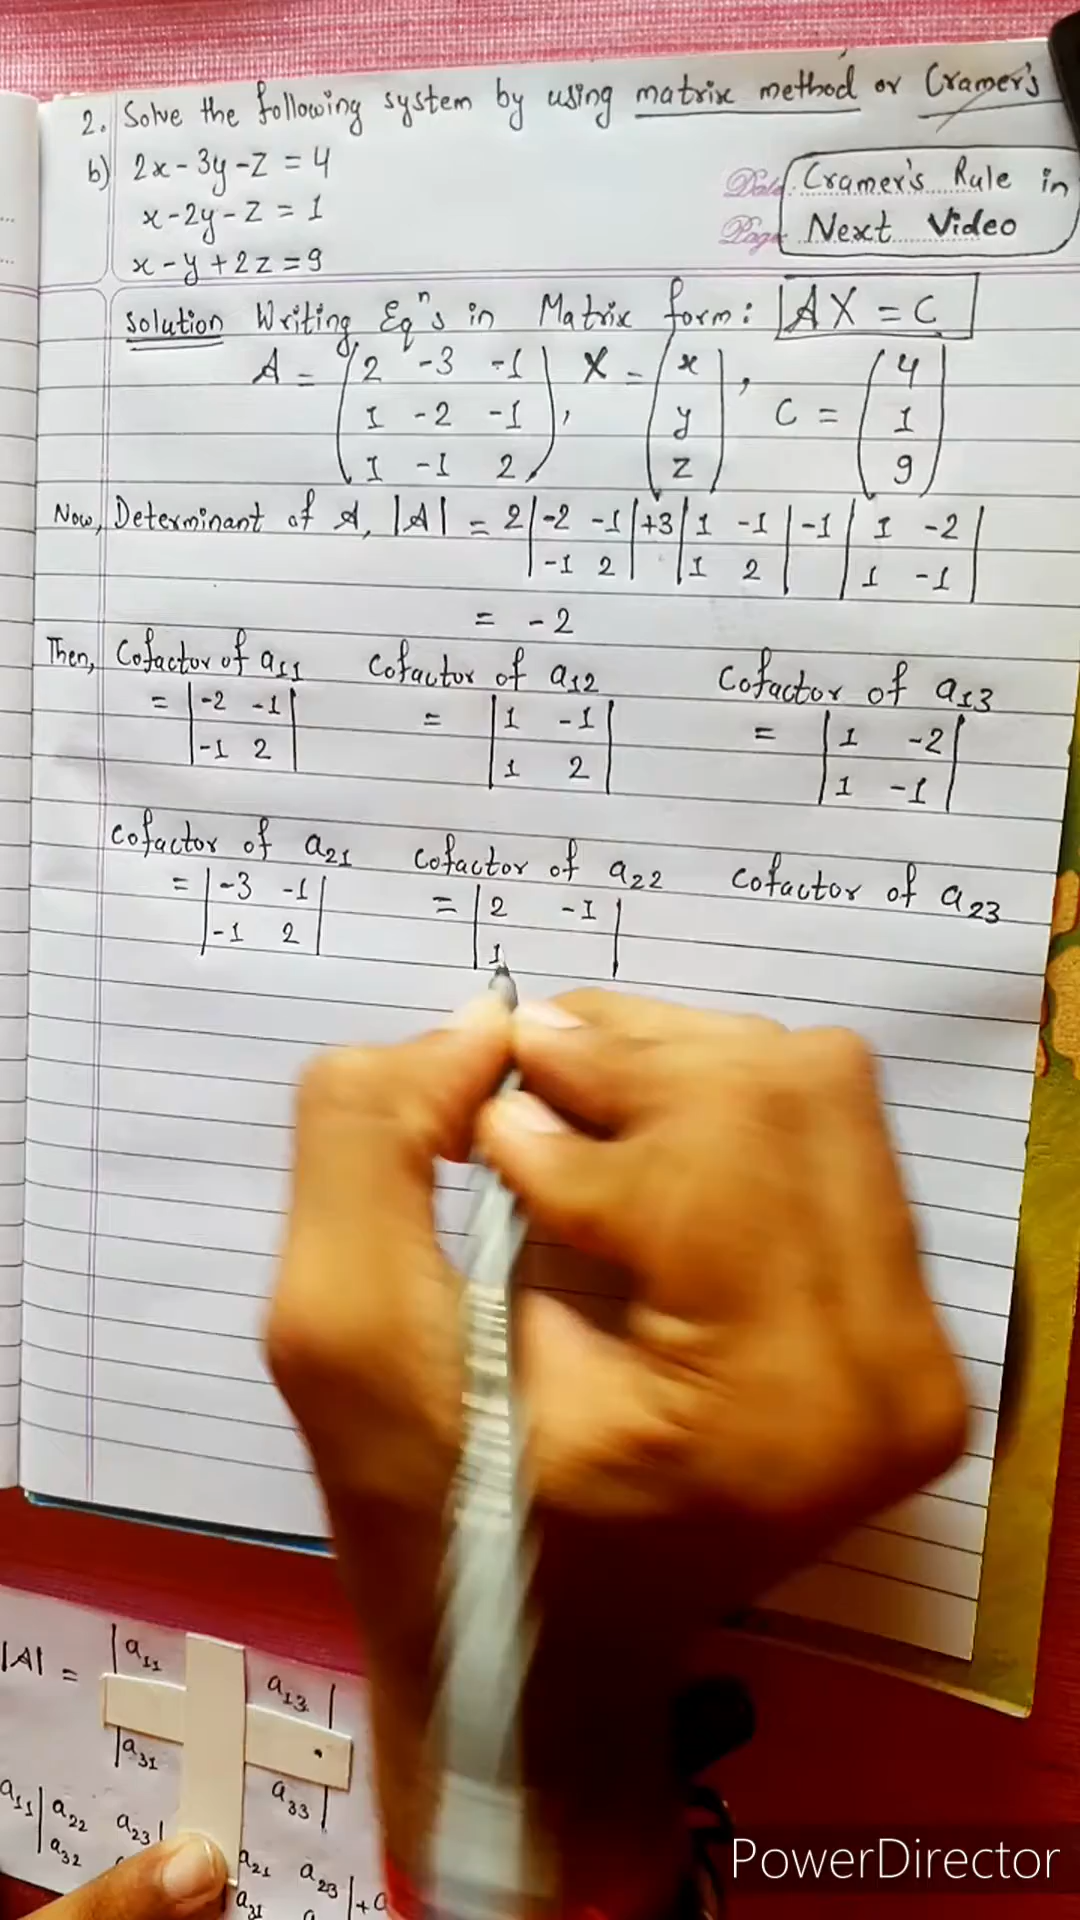 2. Solve the following system by using matrix method or Cramer's
b) 2x - 3y - z = 4
x - 2y - z = 1
x - y + 2z = 9
Date. Cramer's Rule in
Page Next Video
Solution Writing Eqⁿs in Matrix form: AX = C
A = (2 -3 -1 X = (x , (4
1 -2 -1 , y C = 1
1 -1 2) z) 9)
Now, Determinant of A, |A| = 2 |-2 -1| +3 |1 -1| -1 |1 -2|
|-1 2| |1 2| |1 -1|
= -2
Then, Cofactor of a11 Cofactor of a12 Cofactor of a13
= |-2 -1| = |1 -1| = |1 -2|
|-1 2| |1 2| |1 -1|
Cofactor of a21 Cofactor of a22 Cofactor of a23
= |-3 -1| = |2 -1|
|-1 2| |1 |
|A| = |a11 a13|
|a31 a33|
a11 |a22 a23| a21 a23| +
|a32 a31
PowerDirector